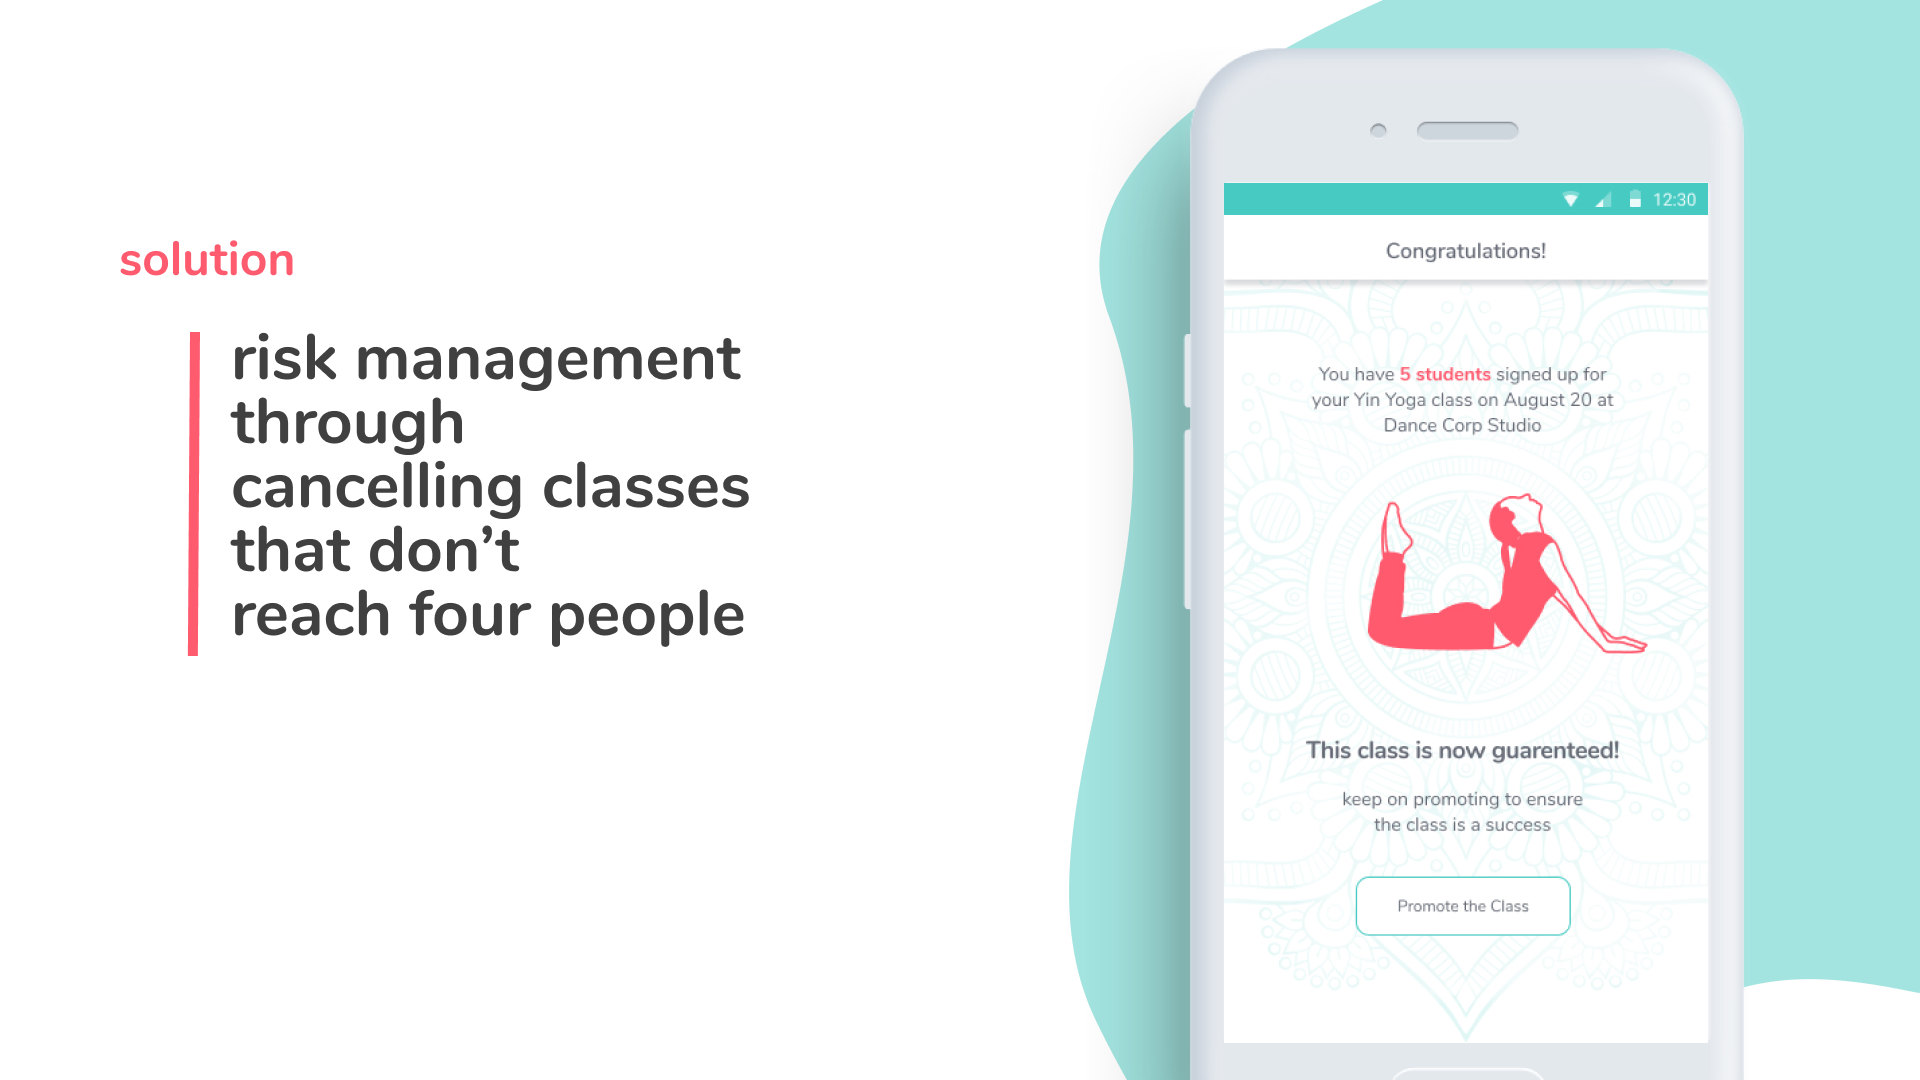 solution
risk management
through
cancelling classes
that don’t
reach four people
12:30
Congratulations!
You have 5 students signed up for
your Yin Yoga class on August 20 at
Dance Corp Studio
This class is now guarenteed!
keep on promoting to ensure
the class is a success
Promote the Class